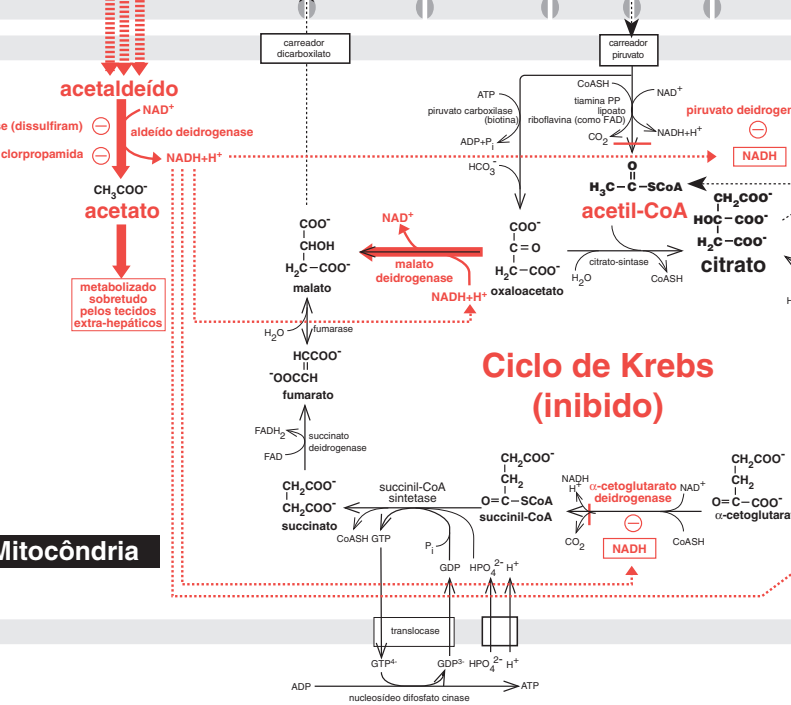 carreador
dicarboxilato
carreador
piruvato
acetaldeído
NAD⁺
(dissulfiram)
aldeído deidrogenase
clorpropamida
NADH+H⁺
CH₃COO⁻
acetato
metabolizado
sobretudo
pelos tecidos
extra-hepáticos
ATP
piruvato carboxilase
(biotina)
ADP+Pᵢ
HCO₃⁻
CoASH
NAD⁺
tiamina PP
lipoato
riboflavina (como FAD)
CO₂
NADH+H⁺
piruvato
NADH
O
H₃C–C–SCoA
acetil-CoA
CH₂COO⁻
HOC–COO⁻
H₂C–COO⁻
citrato
COO⁻
CHOH
H₂C–COO⁻
malato
NAD⁺
malato
deidrogenase
NADH+H⁺
COO⁻
C=O
H₂C–COO⁻
oxaloacetato
citrato-sintase
H₂O
CoASH
H₂O
fumarase
HCCOO⁻
⁻OOCCH
fumarato
Ciclo de Krebs
(inibido)
FADH₂
succinato
deidrogenase
FAD
CH₂COO⁻
CH₂COO⁻
succinato
succinil-CoA
sintetase
CoASH
GTP
Pᵢ
GDP
HPO₄²⁻
H⁺
CH₂COO⁻
CH₂
O=C–SCoA
succinil-CoA
NADH
H⁺
α-cetoglutarato
deidrogenase
NAD⁺
CO₂
NADH
CoASH
CH₂COO⁻
CH₂
O=C–COO⁻
Mitocôndria
translocase
GTP⁴⁻
GDP³⁻
HPO₄²⁻
H⁺
ADP
ATP
nucleosídeo difosfato cinase